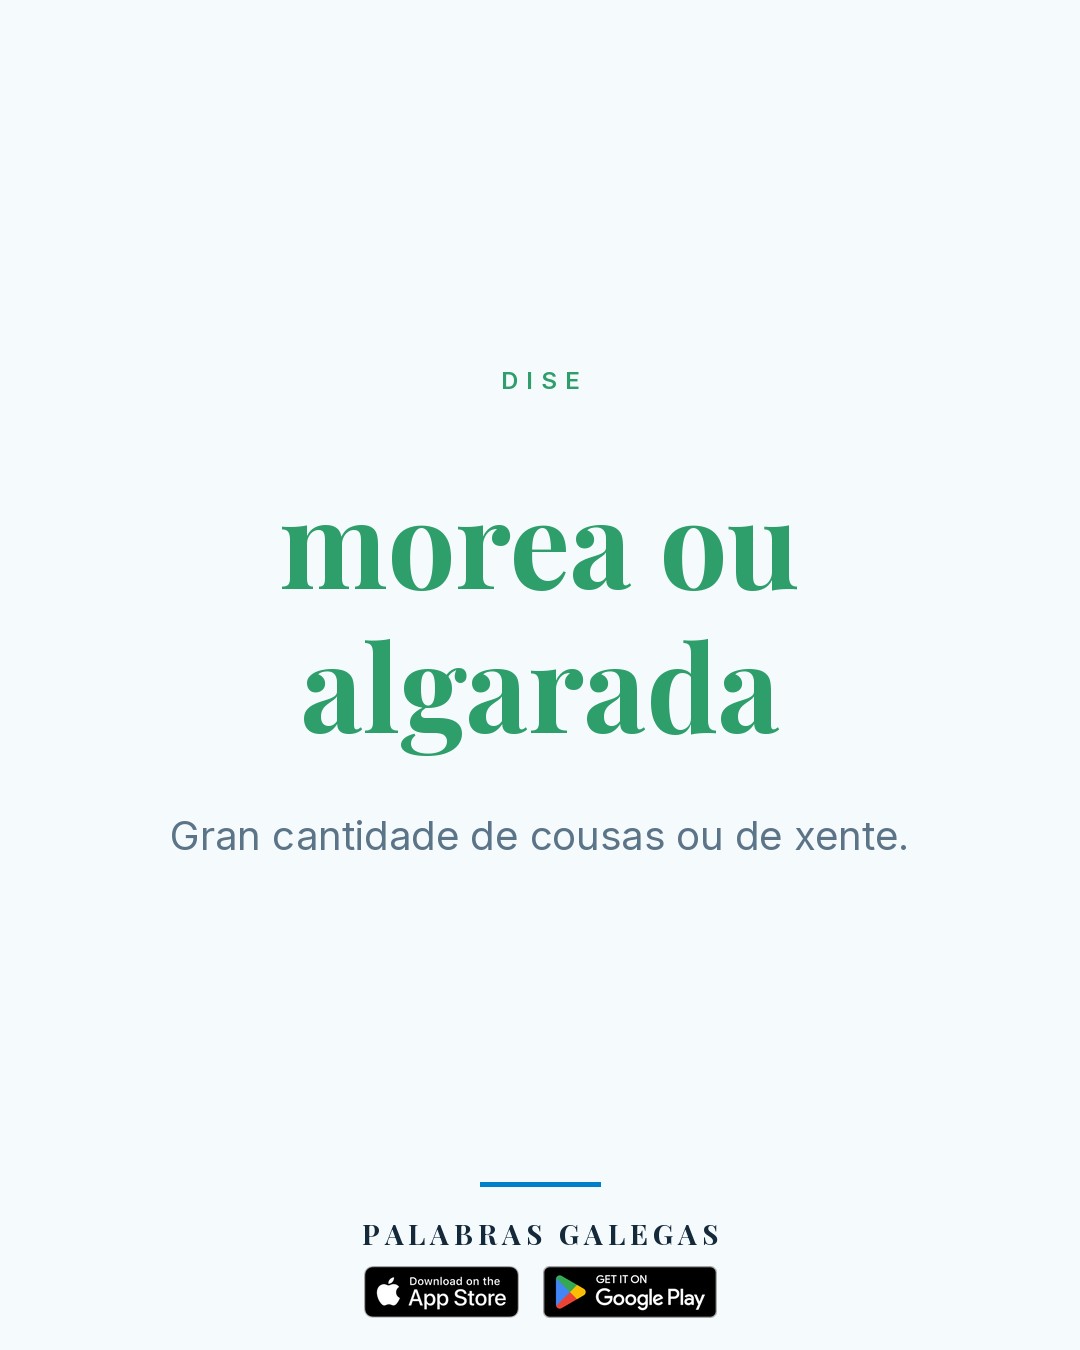 DISE
morea ou
algarada
Gran cantidade de cousas ou de xente.
PALABRAS GALEGAS
Download on the
App Store
GET IT ON
Google Play